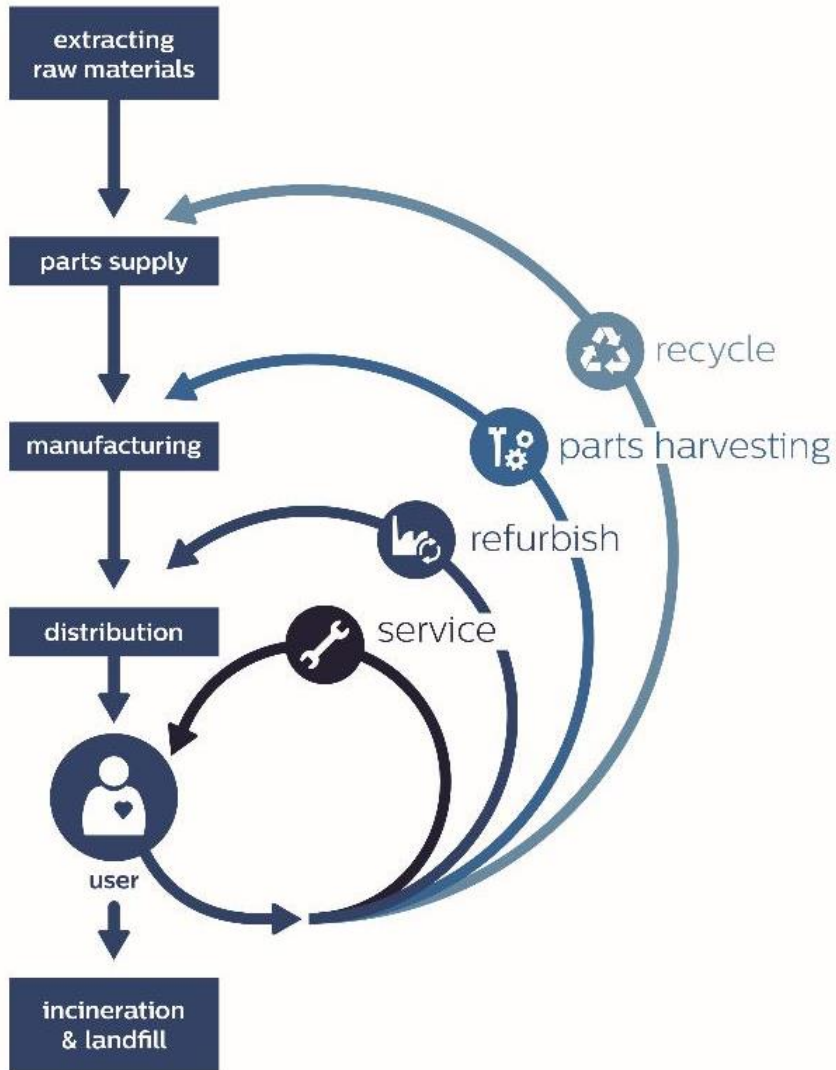 extracting
raw materials
parts supply
recycle
manufacturing
parts harvesting
refurbish
distribution
service
user
incineration
& landfill